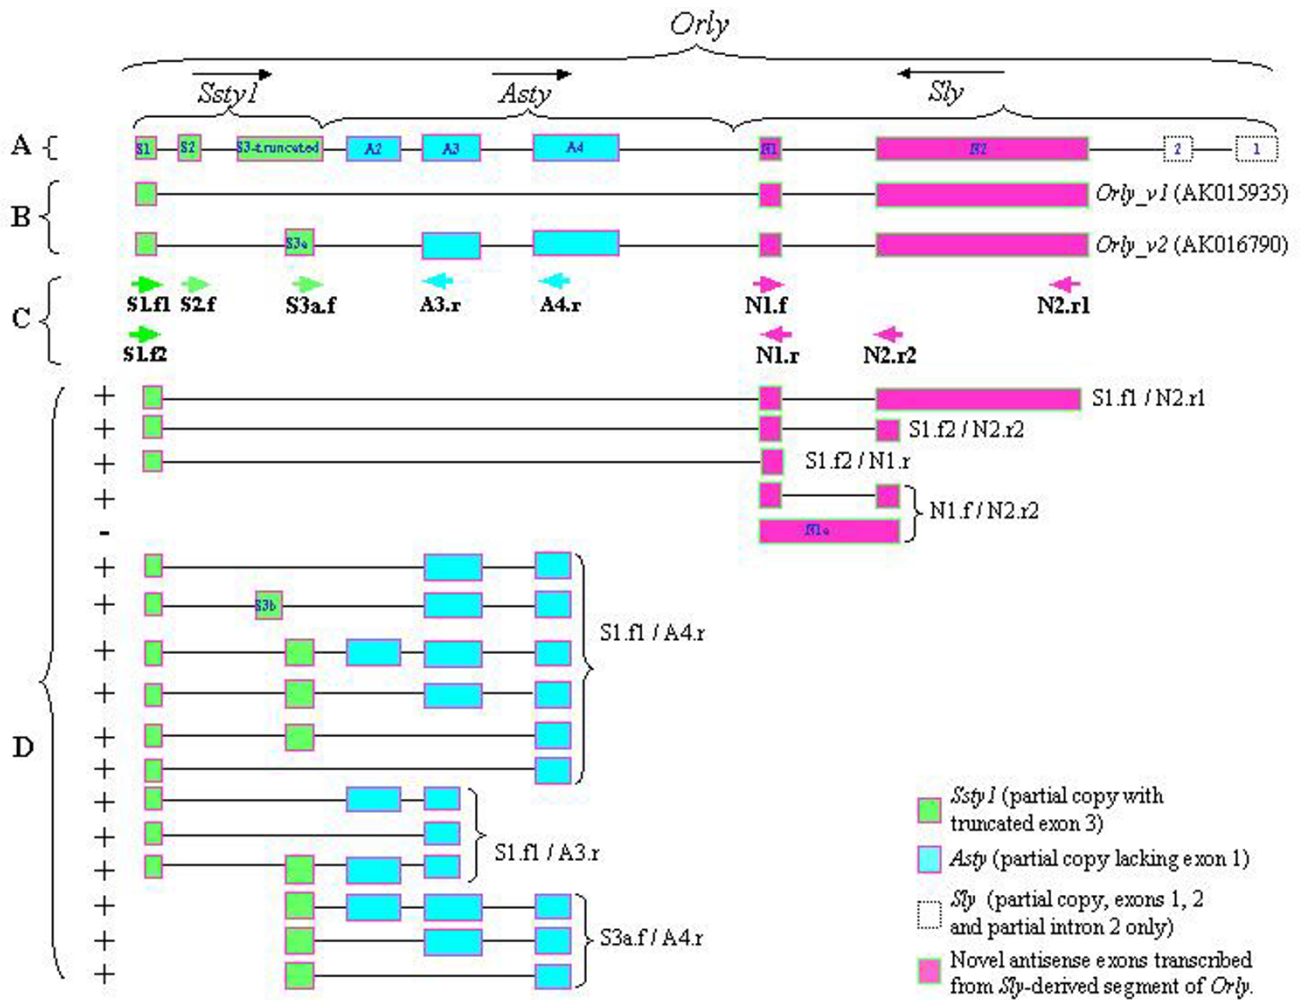 Orly
Ssty1 Asty Sly
A S1 S2 S3-truncated A2 A3 A4 N1 N2 2 1
B
Orly_v1 (AK015935)
S3a Orly_v2 (AK016790)
C
S1.f1 S2.f S3a.f A3.r A4.r N1.f N2.r1
S1.f2 N1.r N2.r2
D
+ S1.f1 / N2.r1
+ S1.f2 / N2.r2
+ S1.f2 / N1.r
+ N1.f / N2.r2
- N1a
+
+ S3b
S1.f1 / A4.r
+
+
+
+
+
+ S1.f1 / A3.r
+
+
+ S3a.f / A4.r
+
Ssty1 (partial copy with
truncated exon 3)
Asty (partial copy lacking exon 1)
Sly (partial copy, exons 1, 2
and partial intron 2 only)
Novel antisense exons transcribed
from Sly-derived segment of Orly.